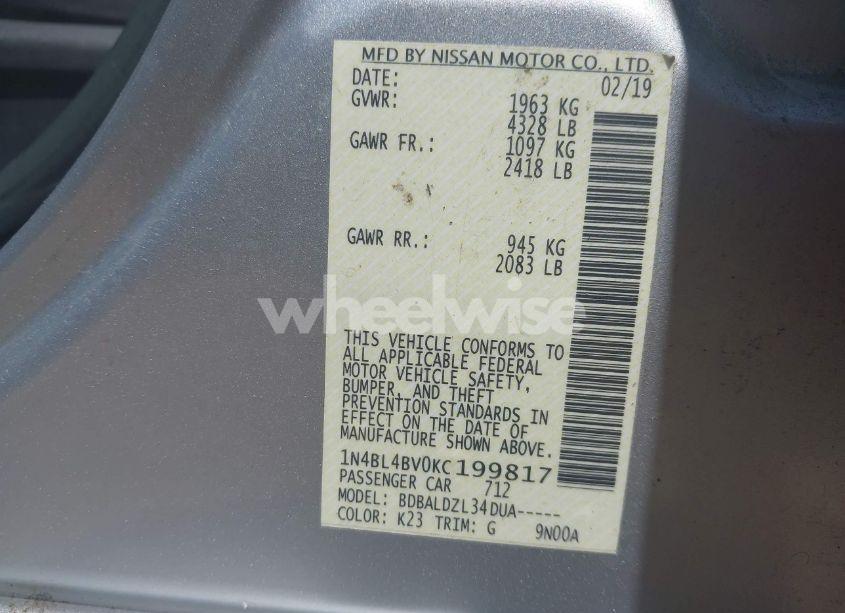 MFD BY NISSAN MOTOR CO., LTD.
DATE: 02/19
GVWR: 1963 KG
4328 LB
GAWR FR.: 1097 KG
2418 LB
GAWR RR.: 945 KG
2083 LB
wheelwise
THIS VEHICLE CONFORMS TO
ALL APPLICABLE FEDERAL
MOTOR VEHICLE SAFETY,
BUMPER, AND THEFT
PREVENTION STANDARDS IN
EFFECT ON THE DATE OF
MANUFACTURE SHOWN ABOVE.
1N4BL4BV0KC199817
PASSENGER CAR 712
MODEL: BDBALDZL34DUA-----
COLOR: K23 TRIM: G 9N00A